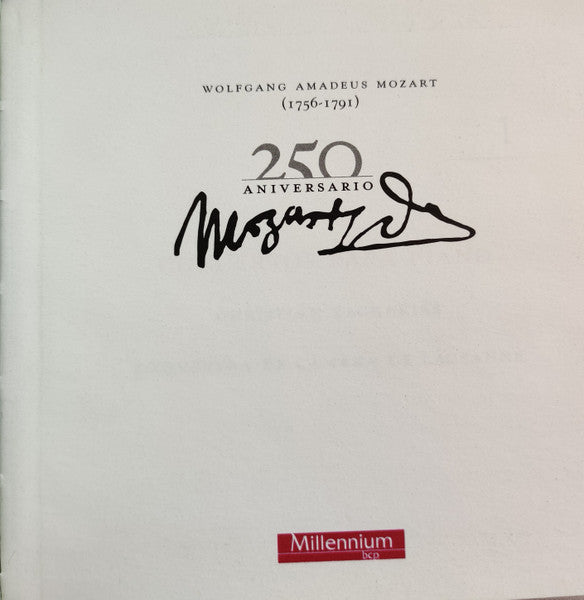 WOLFGANG AMADEUS MOZART
(1756-1791)
250
ANIVERSARIO
Mozart
Millennium
bcp